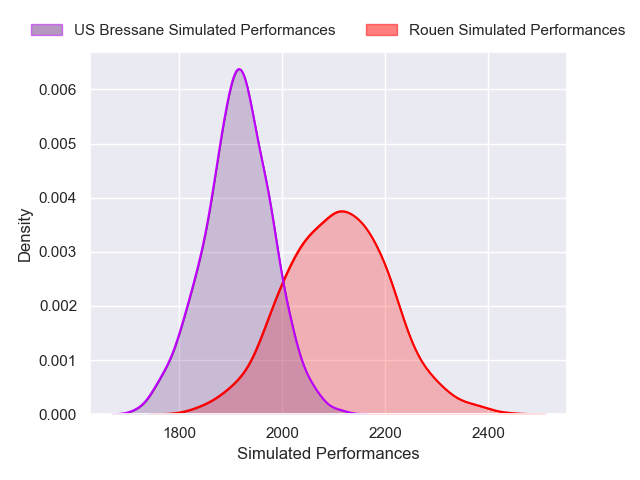 US Bressane Simulated Performances Rouen Simulated Performances
0.006
0.005
0.004
0.003
0.002
0.001
0.000
Density
1800 2000 2200 2400
Simulated Performances